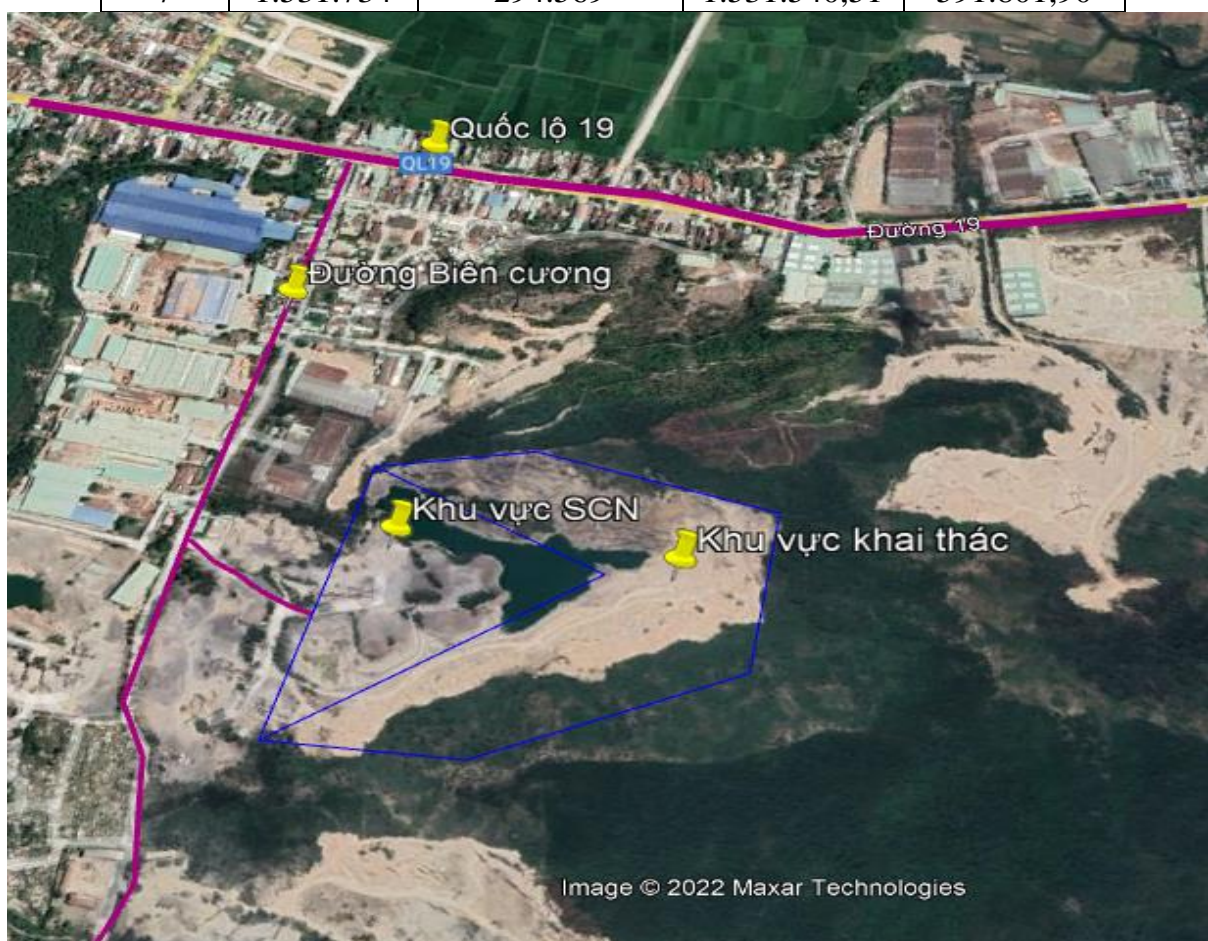 Quốc lộ 19
QL19
Đường 19
Đường Biên cương
Khu vực SCN
Khu vực khai thác
Image © 2022 Maxar Technologies